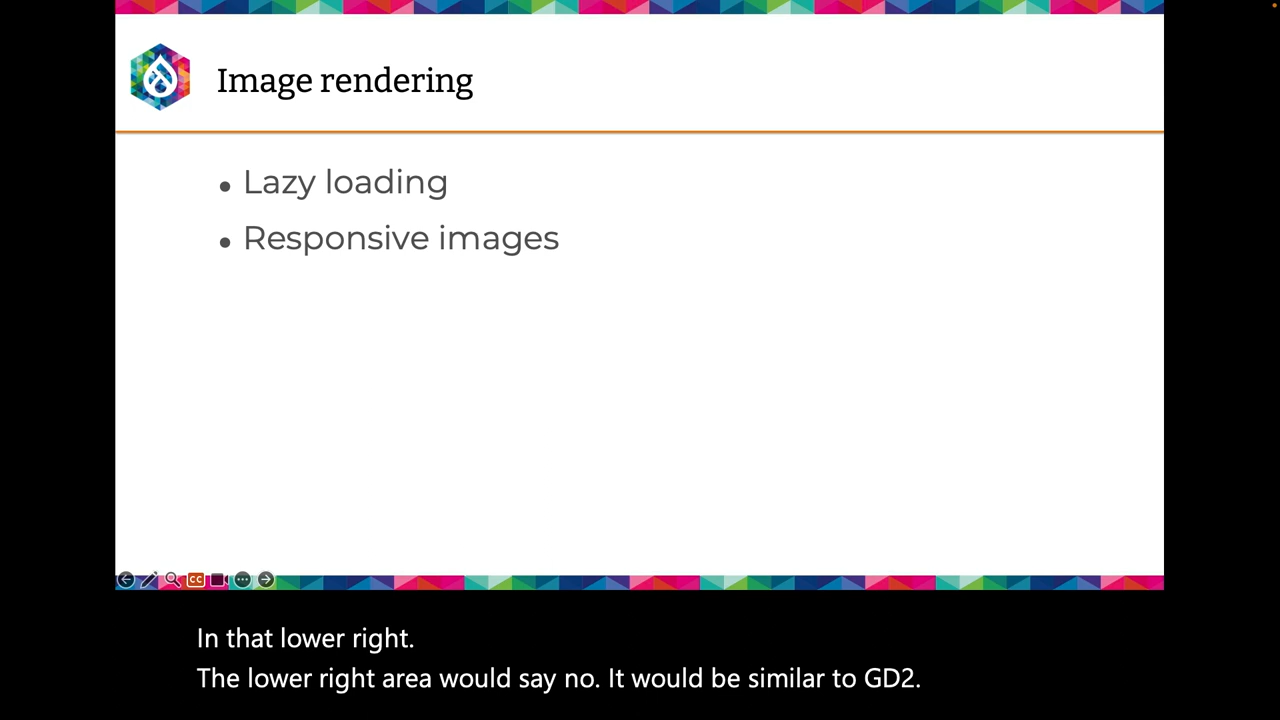 Image rendering
• Lazy loading
• Responsive images
CC
In that lower right.
The lower right area would say no. It would be similar to GD2.